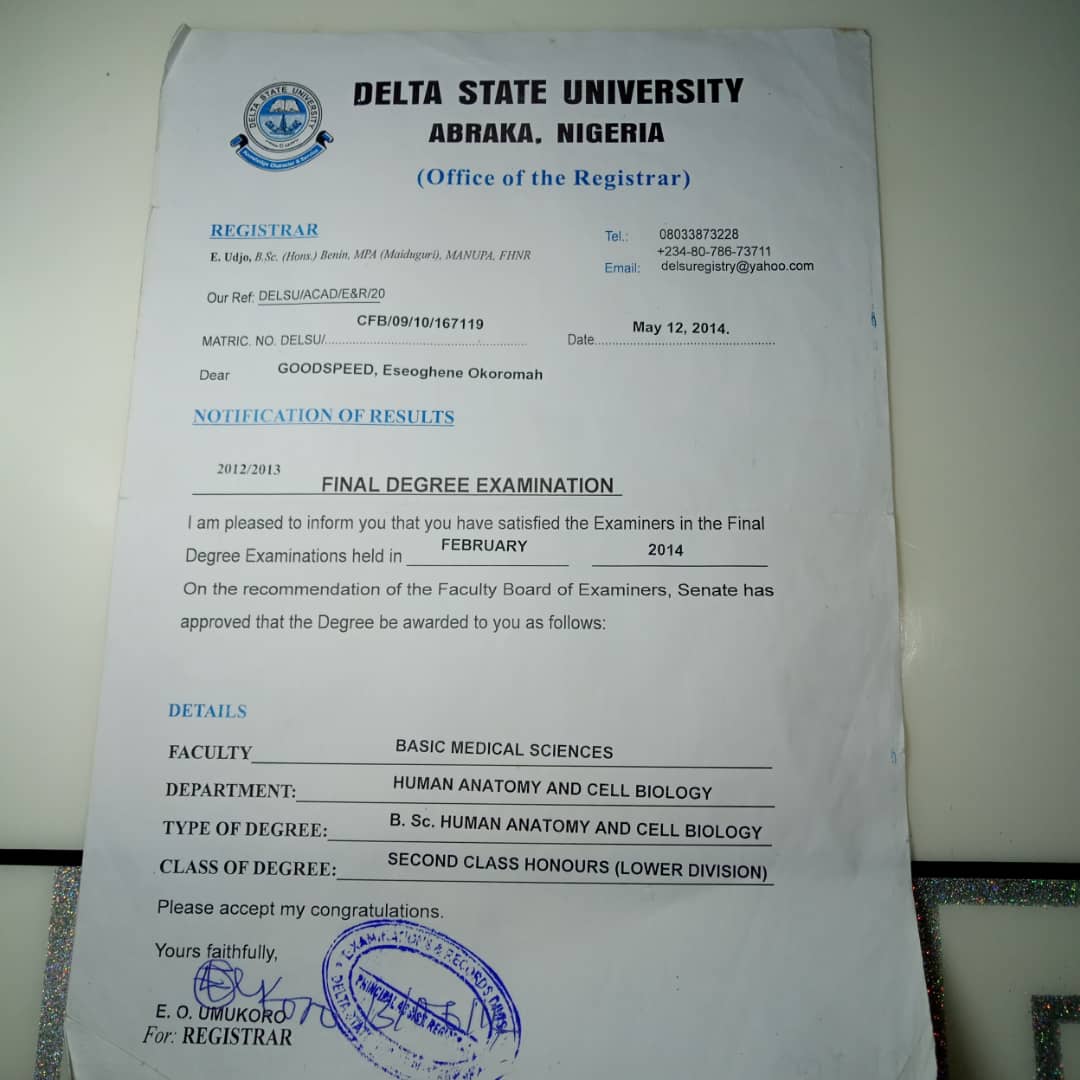 DELTA STATE UNIVERSITY
ABRAKA, NIGERIA
(Office of the Registrar)
DELTA STATE UNIVERSITY
Knowledge Character & Service
REGISTRAR
E. Udjo, B.Sc. (Hons.) Benin, MPA (Maiduguri), MANUPA, FHNR
Tel.: 08033873228
+234-80-786-73711
Email: delsuregistry@yahoo.com
Our Ref: DELSU/ACAD/E&R/20
MATRIC. NO. DELSU/ CFB/09/10/167119 Date May 12, 2014.
Dear GOODSPEED, Eseoghene Okoromah
NOTIFICATION OF RESULTS
2012/2013 FINAL DEGREE EXAMINATION
I am pleased to inform you that you have satisfied the Examiners in the Final
Degree Examinations held in FEBRUARY 2014
On the recommendation of the Faculty Board of Examiners, Senate has
approved that the Degree be awarded to you as follows:
DETAILS
FACULTY BASIC MEDICAL SCIENCES
DEPARTMENT: HUMAN ANATOMY AND CELL BIOLOGY
TYPE OF DEGREE: B. Sc. HUMAN ANATOMY AND CELL BIOLOGY
CLASS OF DEGREE: SECOND CLASS HONOURS (LOWER DIVISION)
Please accept my congratulations.
Yours faithfully,
E. O. UMUKORO
For: REGISTRAR
EXAMINATIONS & RECORDS
PRINCIPAL
DELTA